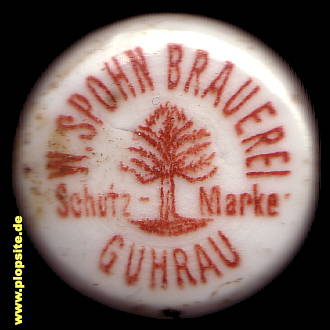 W. SPOHN BRAUEREI
Schutz - Marke
GUHRAU
www.plopsite.de